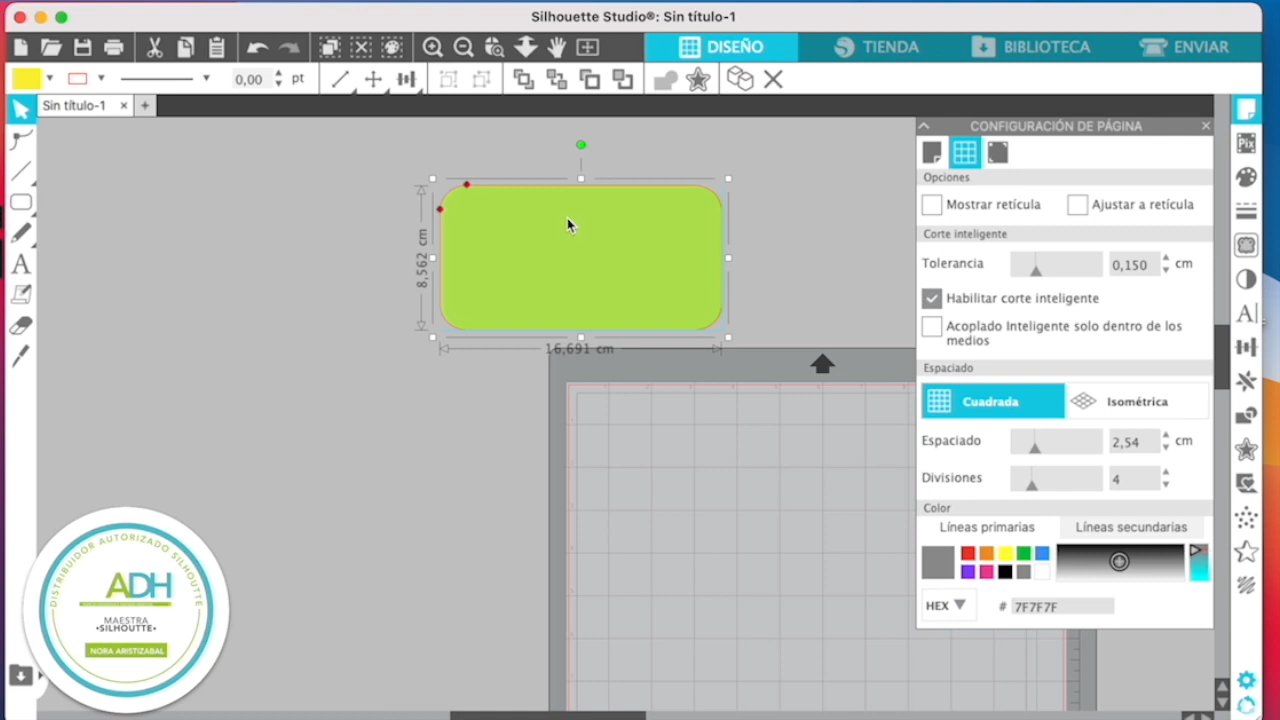 Silhouette Studio®: Sin título-1
DISEÑO
TIENDA
BIBLIOTECA
ENVIAR
0,00
pt
Sin título-1 ×
CONFIGURACIÓN DE PÁGINA
Pix
Opciones
Mostrar retícula
Ajustar a retícula
Corte inteligente
Tolerancia
0,150
cm
Habilitar corte inteligente
Acoplado Inteligente solo dentro de los
medios
8,562 cm
16,691 cm
Espaciado
Cuadrada
Isométrica
Espaciado
2,54
cm
Divisiones
4
Color
Líneas primarias
Líneas secundarias
HEX
# 7F7F7F
DISTRIBUIDOR AUTORIZADO SILHOUETTE
ADH
MAESTRA
•SILHOUTTE•
NORA ARISTIZABAL